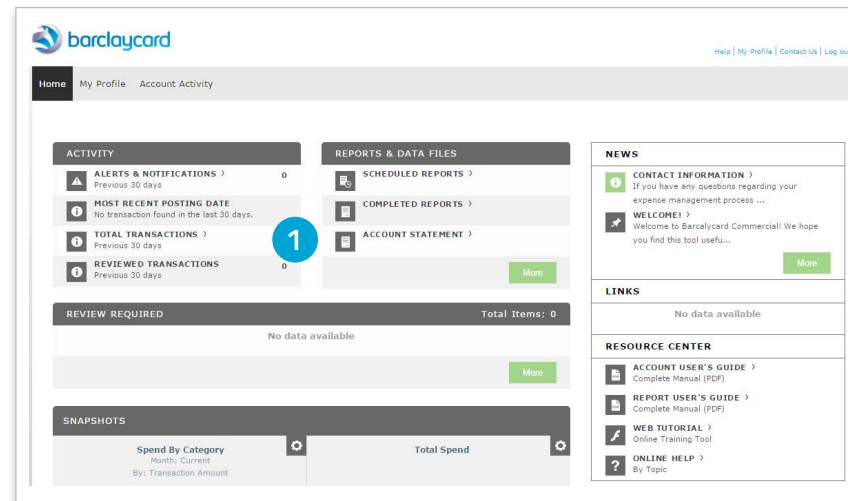 barclaycard
Help | My Profile | Contact Us | Log ou
Home My Profile Account Activity
ACTIVITY
ALERTS & NOTIFICATIONS > 0
Previous 30 days
MOST RECENT POSTING DATE
No transaction found in the last 30 days.
TOTAL TRANSACTIONS >
Previous 30 days
REVIEWED TRANSACTIONS 0
Previous 30 days
1
REPORTS & DATA FILES
SCHEDULED REPORTS >
COMPLETED REPORTS >
ACCOUNT STATEMENT >
More
REVIEW REQUIRED Total Items: 0
No data available
More
SNAPSHOTS
Spend By Category
Month: Current
By: Transaction Amount
Total Spend
NEWS
CONTACT INFORMATION >
If you have any questions regarding your
expense management process ...
WELCOME! >
Welcome to Barcalycard Commercial! We hope
you find this tool usefu...
More
LINKS
No data available
RESOURCE CENTER
ACCOUNT USER'S GUIDE >
Complete Manual (PDF)
REPORT USER'S GUIDE >
Complete Manual (PDF)
WEB TUTORIAL >
Online Training Tool
? ONLINE HELP >
By Topic